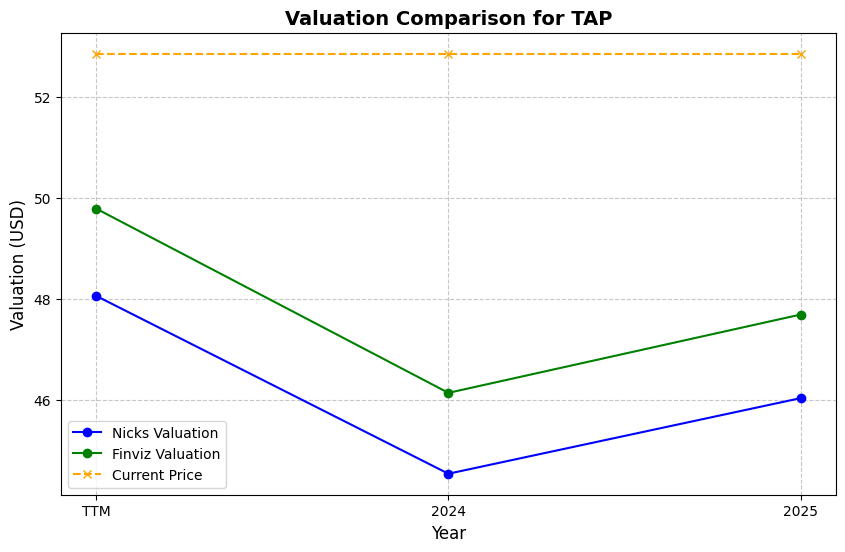 Valuation Comparison for TAP
Valuation (USD)
52
50
48
46
Nicks Valuation
Finviz Valuation
Current Price
TTM
2024
2025
Year